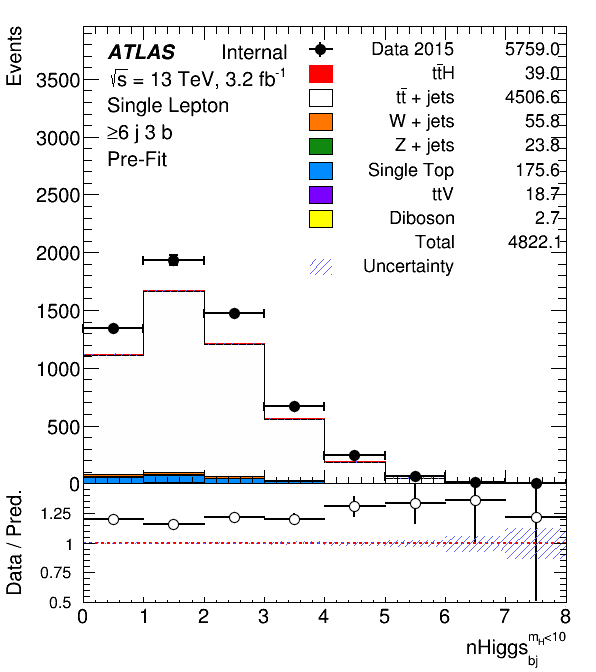 Events
ATLAS Internal
√s = 13 TeV, 3.2 fb⁻¹
Single Lepton
≥6 j 3 b
Pre-Fit
Data 2015 5759.0
tt̄H 39.0
tt̄ + jets 4506.6
W + jets 55.8
Z + jets 23.8
Single Top 175.6
ttV 18.7
Diboson 2.7
Total 4822.1
Uncertainty
3500
3000
2500
2000
1500
1000
500
0
Data / Pred.
1.25
1
0.75
0.5
0 1 2 3 4 5 6 7 8
nHiggs_bj^{m_H<10}